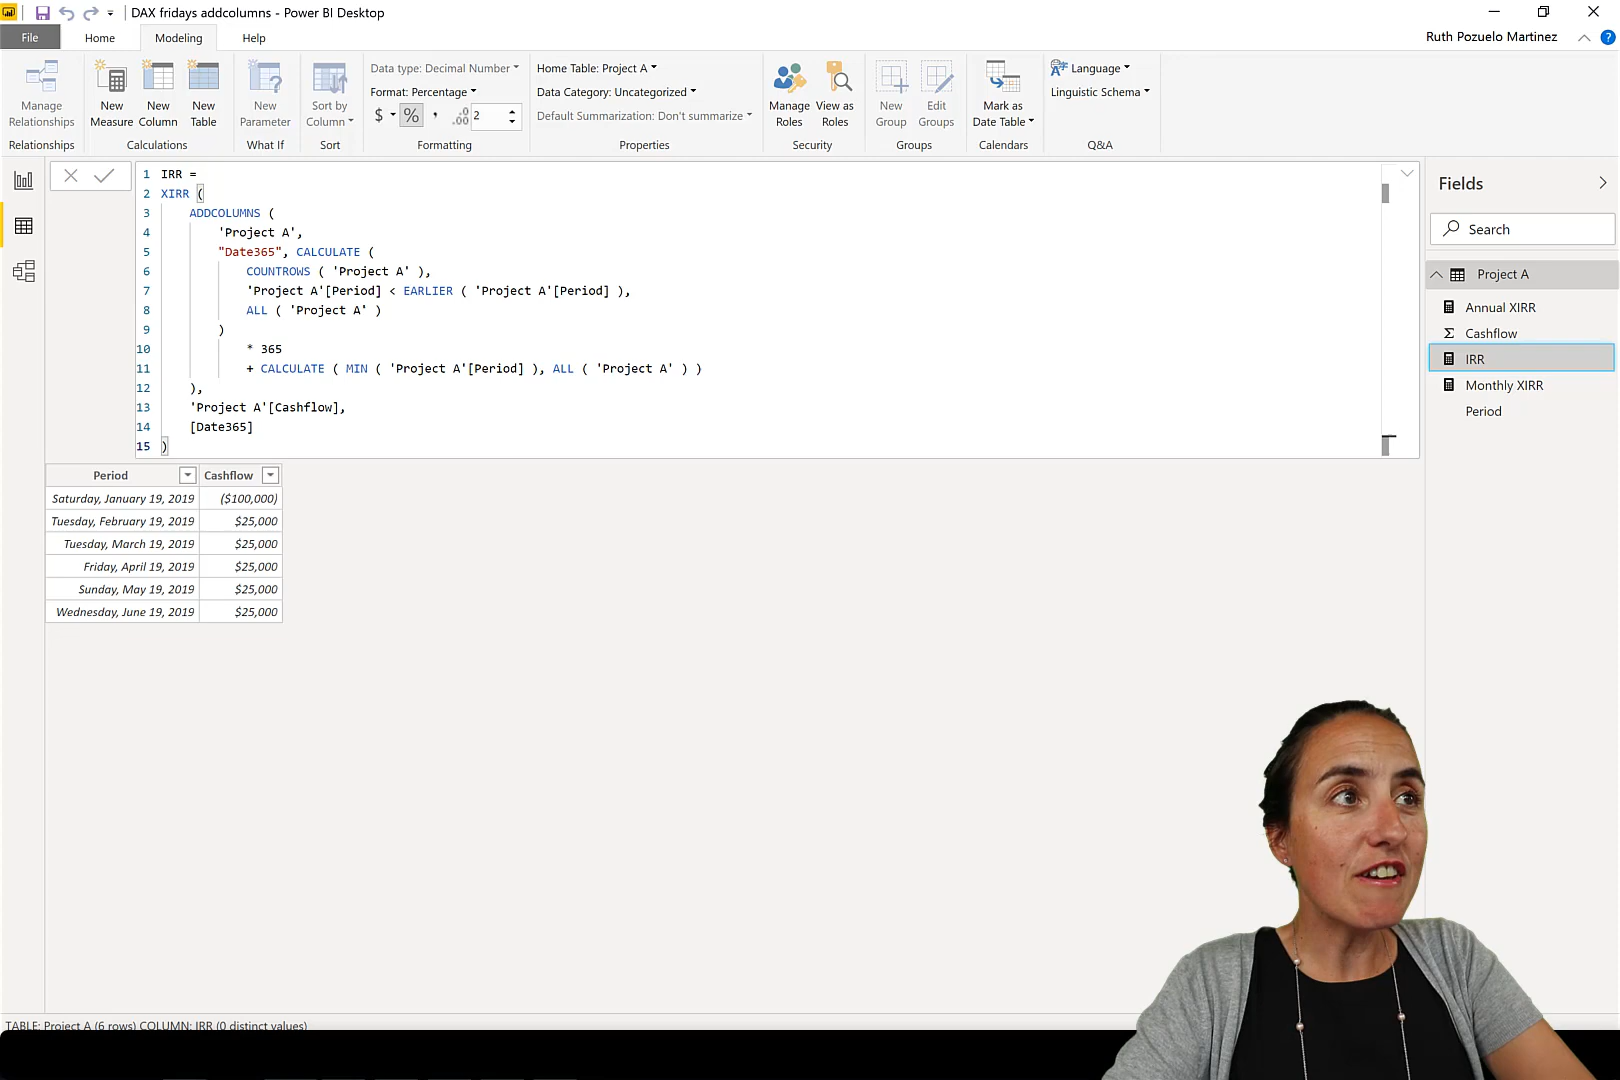 DAX fridays addcolumns - Power BI Desktop
File
Home
Modeling
Help
Ruth Pozuelo Martinez
?
Manage
Relationships
New
Measure
New
Column
New
Table
New
Parameter
Sort by
Column
Data type: Decimal Number
Format: Percentage
$ % , .00 2
Home Table: Project A
Data Category: Uncategorized
Default Summarization: Don't summarize
Manage
Roles
View as
Roles
New
Group
Edit
Groups
Mark as
Date Table
Language
Linguistic Schema
Relationships
Calculations
What If
Sort
Formatting
Properties
Security
Groups
Calendars
Q&A
1 IRR =
2 XIRR (
3 ADDCOLUMNS (
4 'Project A',
5 "Date365", CALCULATE (
6 COUNTROWS ( 'Project A' ),
7 'Project A'[Period] < EARLIER ( 'Project A'[Period] ),
8 ALL ( 'Project A' )
9 )
10 * 365
11 + CALCULATE ( MIN ( 'Project A'[Period] ), ALL ( 'Project A' ) )
12 ),
13 'Project A'[Cashflow],
14 [Date365]
15 )
Period Cashflow
Saturday, January 19, 2019 ($100,000)
Tuesday, February 19, 2019 $25,000
Tuesday, March 19, 2019 $25,000
Friday, April 19, 2019 $25,000
Sunday, May 19, 2019 $25,000
Wednesday, June 19, 2019 $25,000
Fields
Search
Project A
Annual XIRR
Σ Cashflow
IRR
Monthly XIRR
Period
TABLE: Project A (6 rows) COLUMN: IRR (0 distinct values)